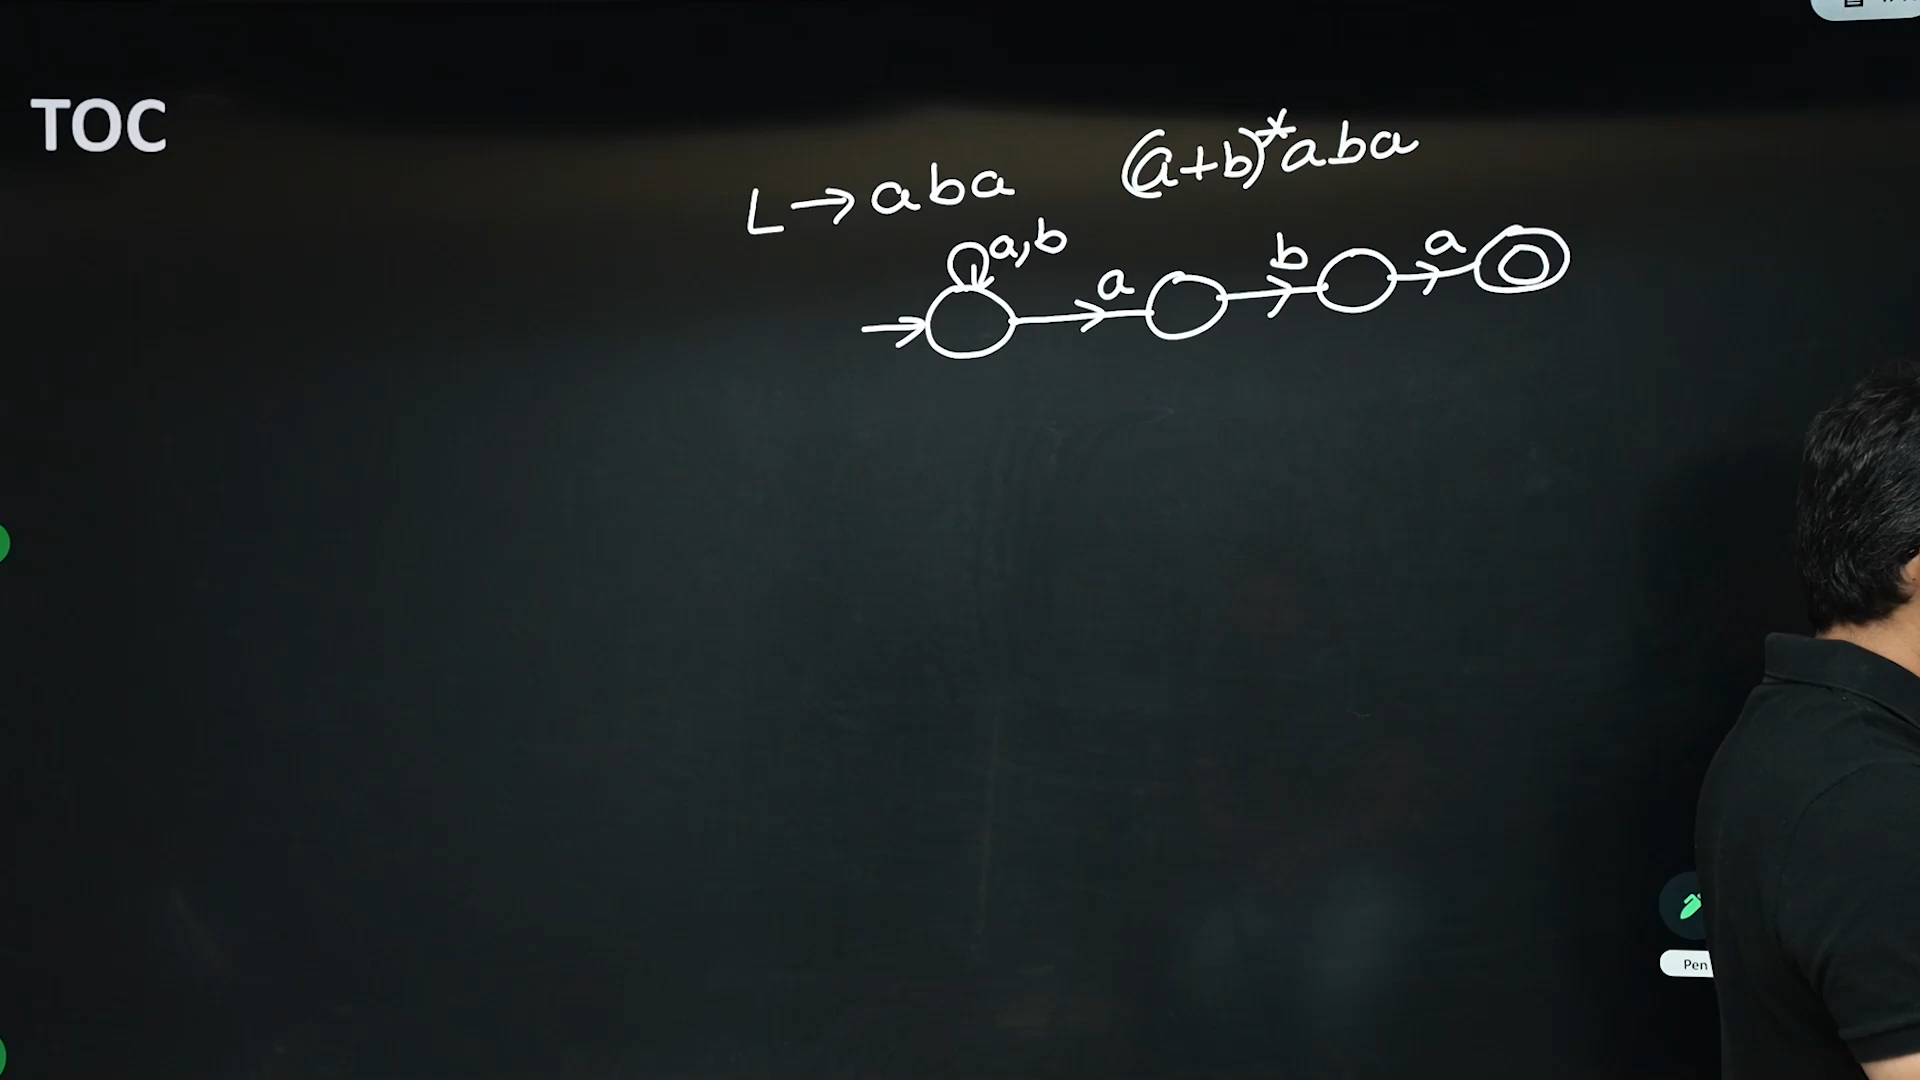 TOC
L → aba
(a+b)*aba
a,b
a
b
a
Pen